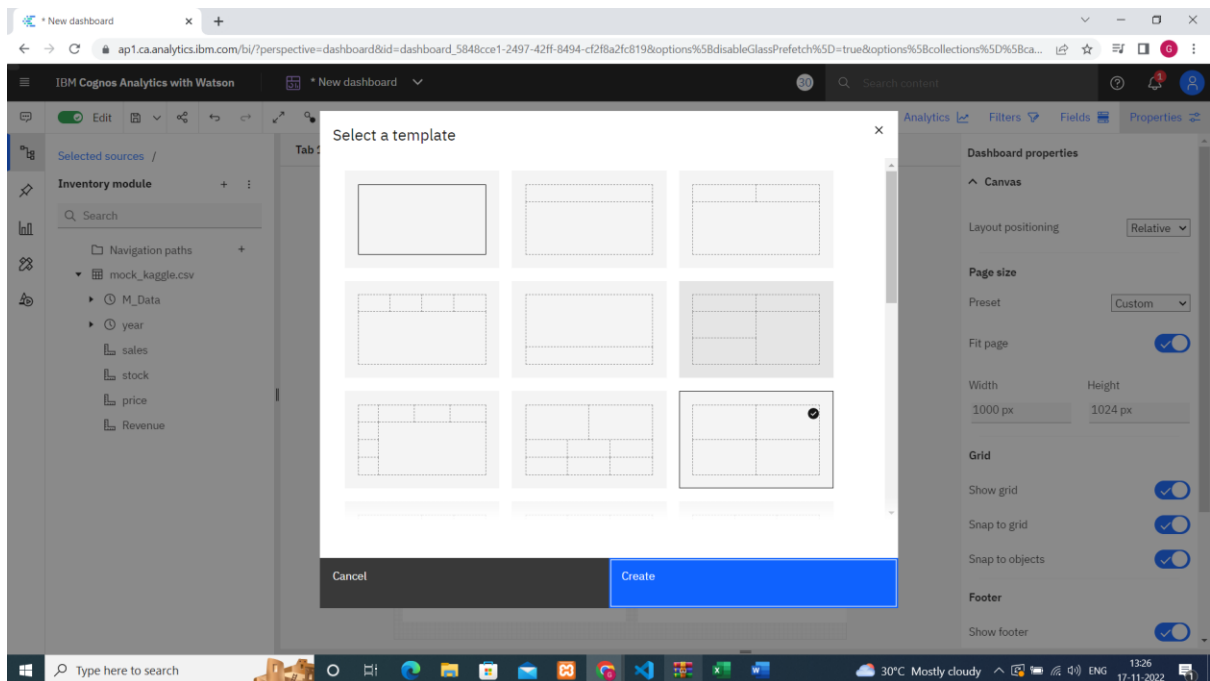 * New dashboard
ap1.ca.analytics.ibm.com/bi/?perspective=dashboard&id=dashboard_5848cce1-2497-42ff-8494-cf2f8a2fc819&options%5BdisableGlassPrefetch%5D=true&options%5Bcollections%5D%5Bca...
G
IBM Cognos Analytics with Watson
* New dashboard
30
Search content
Edit
Analytics
Filters
Fields
Properties
Selected sources /
Tab
Inventory module
Search
Navigation paths
mock_kaggle.csv
M_Data
year
sales
stock
price
Revenue
Select a template
Cancel
Create
Dashboard properties
Canvas
Layout positioning
Relative
Page size
Preset
Custom
Fit page
Width
Height
1000 px
1024 px
Grid
Show grid
Snap to grid
Snap to objects
Footer
Show footer
Type here to search
30°C Mostly cloudy
ENG
13:26
17-11-2022